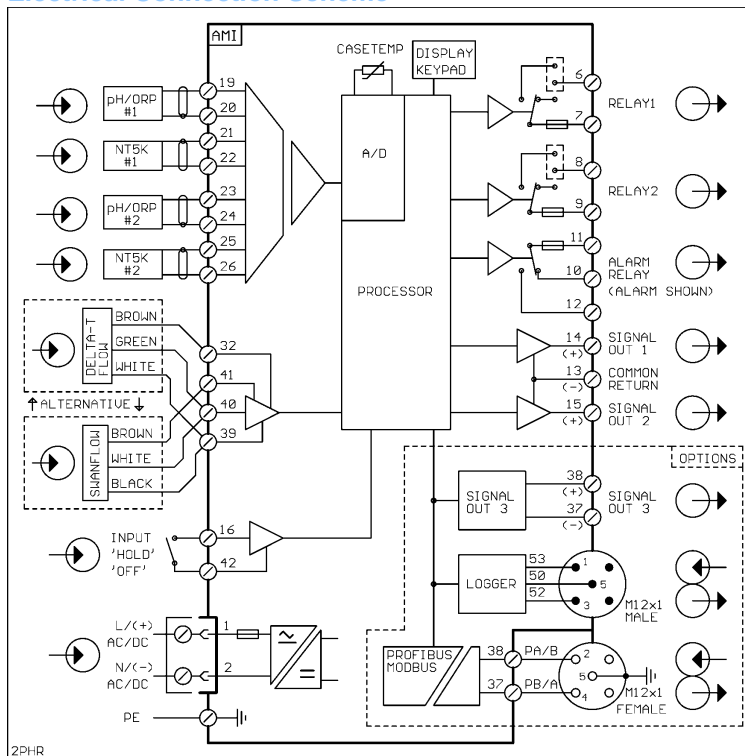 AMI
CASETEMP
DISPLAY
KEYPAD
A/D
PROCESSOR
pH/ORP
#1
19
20
NT5K
#1
21
22
pH/ORP
#2
23
24
NT5K
#2
25
26
DELTA-T
FLOW
BROWN
GREEN
WHITE
32
41
40
39
↑ALTERNATIVE↓
SWANFLOW
BROWN
WHITE
BLACK
INPUT
'HOLD'
'OFF'
16
42
L/(+)
AC/DC
1
N/(-)
AC/DC
2
PE
6
RELAY1
7
8
RELAY2
9
11
10
ALARM
RELAY
(ALARM SHOWN)
12
14
(+)
SIGNAL
OUT 1
13
(-)
COMMON
RETURN
15
(+)
SIGNAL
OUT 2
OPTIONS
SIGNAL
OUT 3
38
(+)
37
(-)
SIGNAL
OUT 3
LOGGER
53
50
52
1
5
3
M12x1
MALE
PROFIBUS
MODBUS
38
PA/B
37
PB/A
2
5
4
M12x1
FEMALE
2PHR